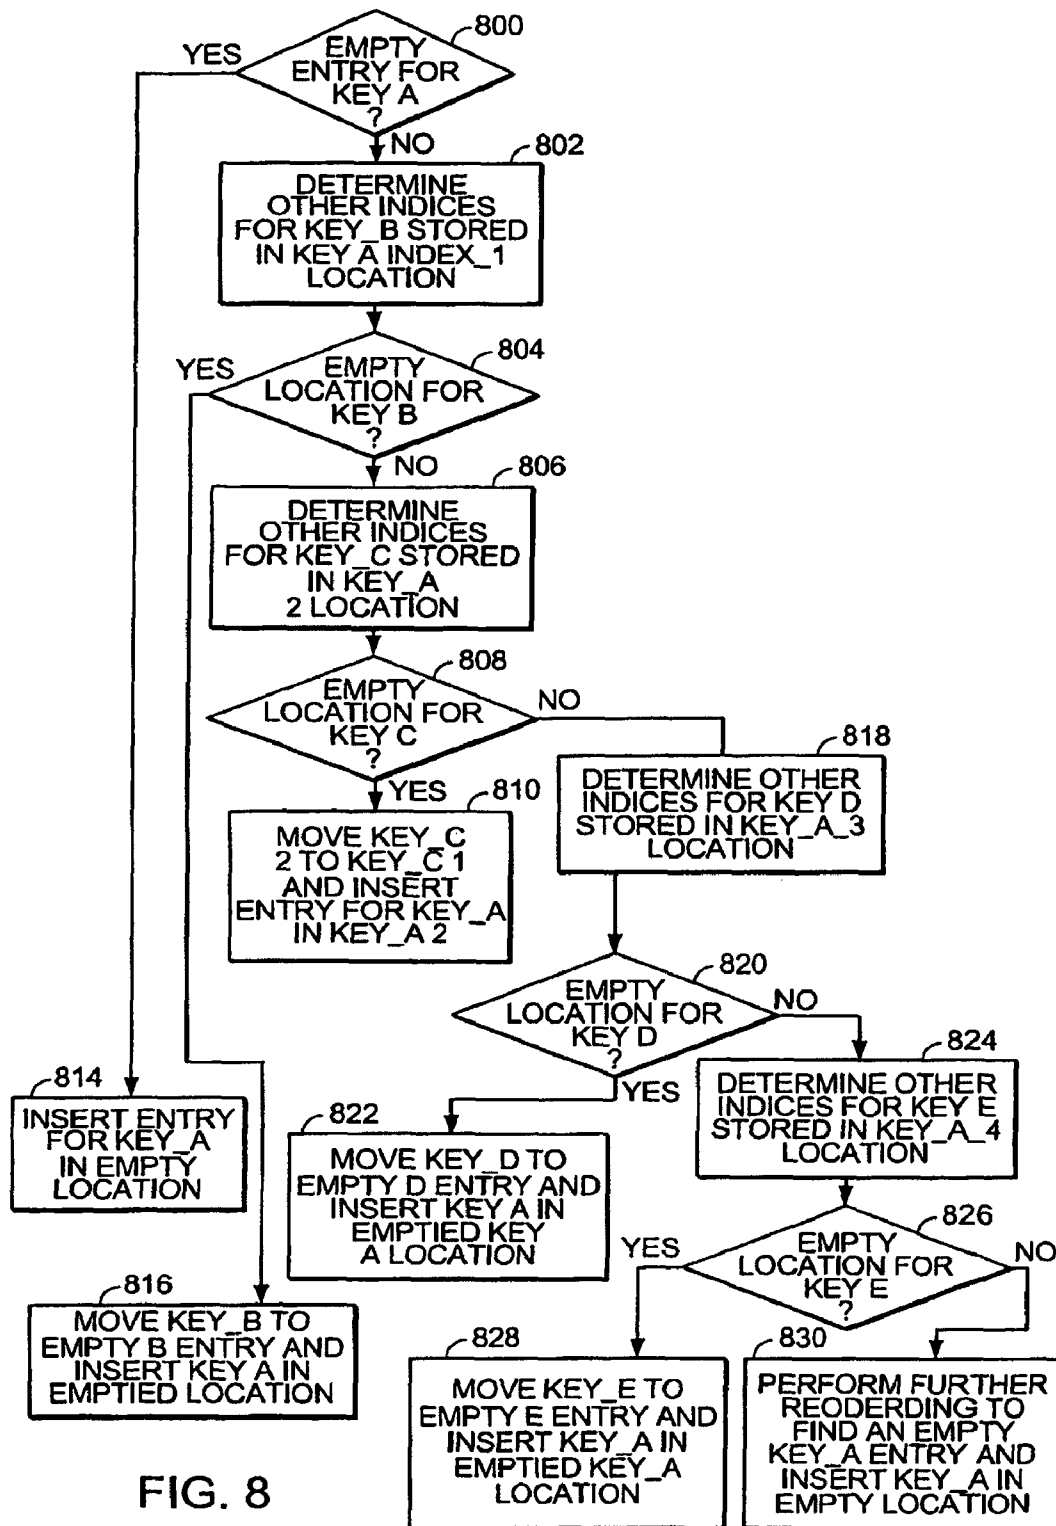 800
YES
EMPTY
ENTRY FOR
KEY A
?
NO
802
DETERMINE
OTHER INDICES
FOR KEY_B STORED
IN KEY A INDEX_1
LOCATION
804
YES
EMPTY
LOCATION FOR
KEY B
?
NO
806
DETERMINE
OTHER INDICES
FOR KEY_C STORED
IN KEY_A
2 LOCATION
808
EMPTY
LOCATION FOR
KEY C
?
NO
YES
810
MOVE KEY_C
2 TO KEY_C 1
AND INSERT
ENTRY FOR KEY_A
IN KEY_A 2
818
DETERMINE OTHER
INDICES FOR KEY D
STORED IN KEY_A_3
LOCATION
820
EMPTY
LOCATION FOR
KEY D
?
NO
YES
814
INSERT ENTRY
FOR KEY_A
IN EMPTY
LOCATION
822
MOVE KEY_D TO
EMPTY D ENTRY AND
INSERT KEY A IN
EMPTIED KEY
A LOCATION
824
DETERMINE OTHER
INDICES FOR KEY E
STORED IN KEY_A_4
LOCATION
826
YES
EMPTY
LOCATION FOR
KEY E
?
NO
816
MOVE KEY_B TO
EMPTY B ENTRY AND
INSERT KEY A IN
EMPTIED LOCATION
828
MOVE KEY_E TO
EMPTY E ENTRY AND
INSERT KEY_A IN
EMPTIED KEY_A
LOCATION
830
PERFORM FURTHER
REODERDING TO
FIND AN EMPTY
KEY_A ENTRY AND
INSERT KEY_A IN
EMPTY LOCATION
FIG. 8